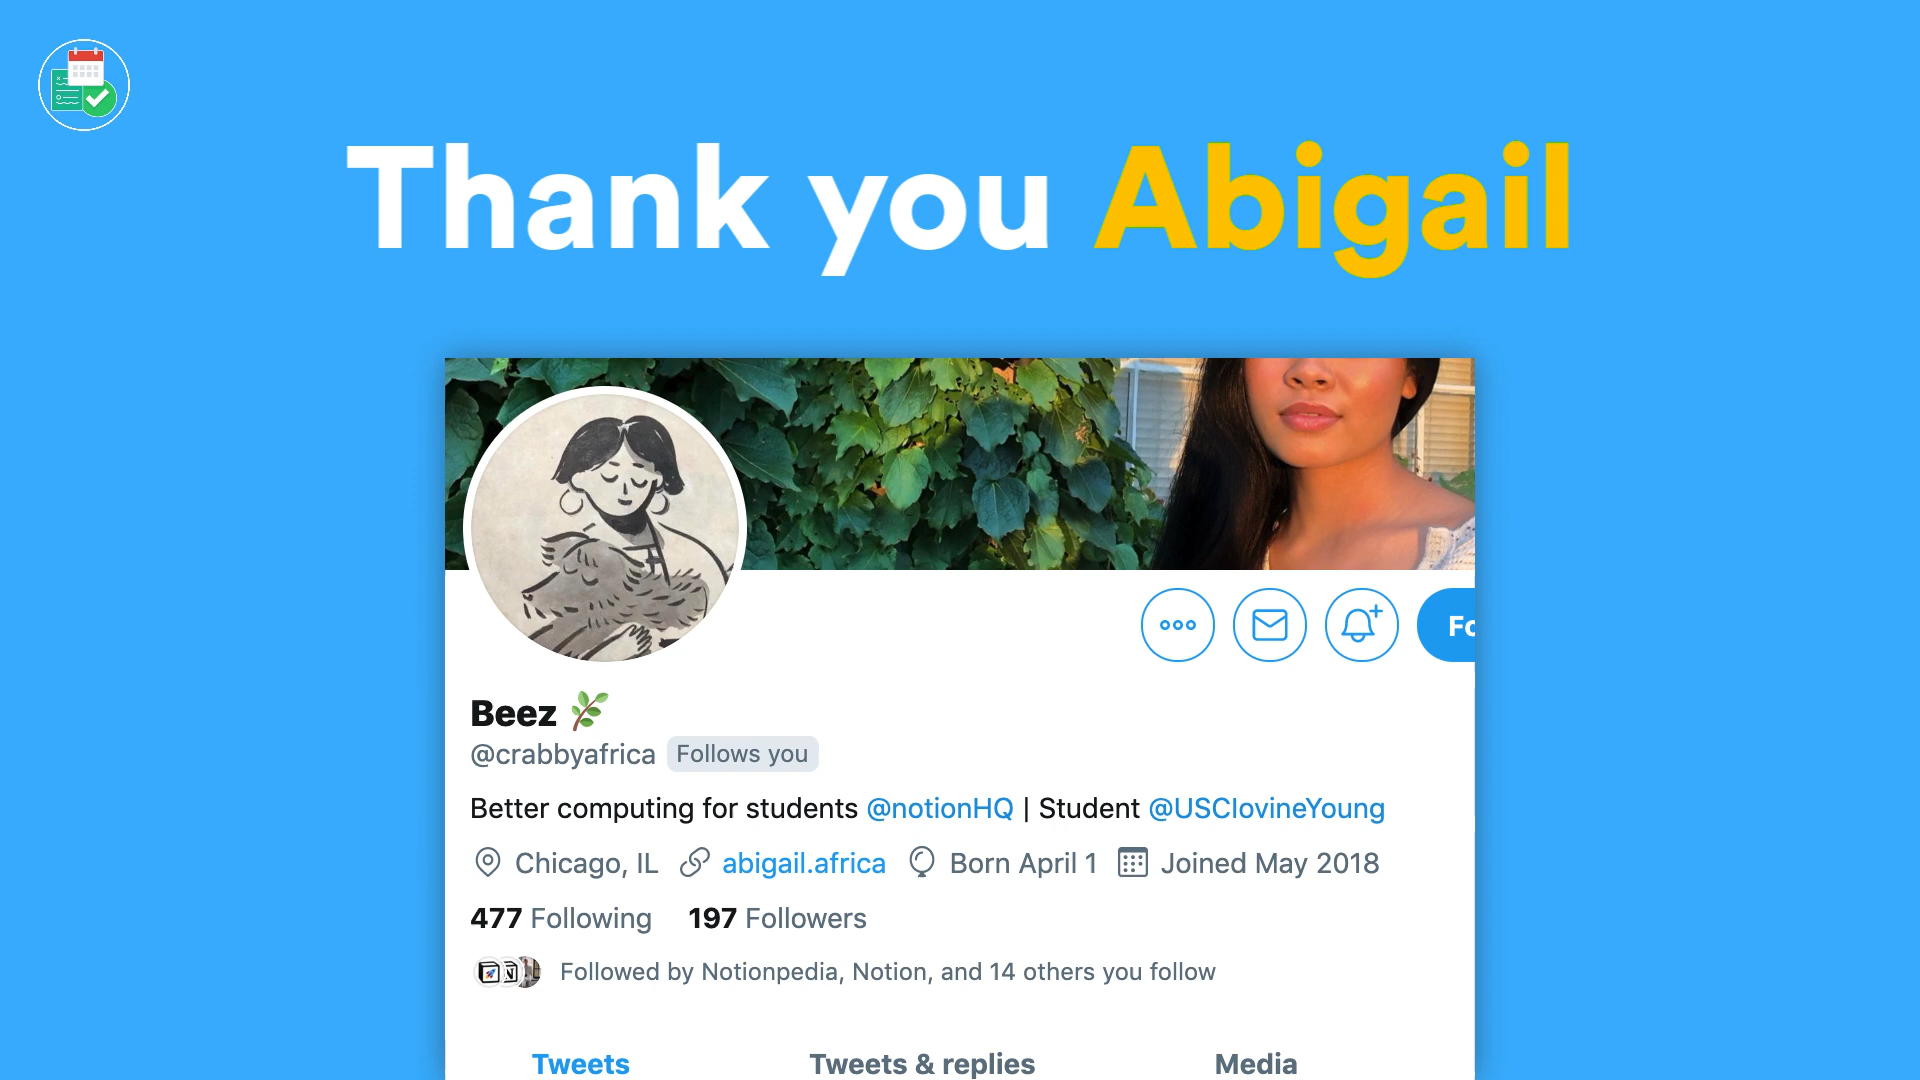 Thank you Abigail
Beez
@crabbyafrica Follows you
Better computing for students @notionHQ | Student @USCIovineYoung
Chicago, IL abigail.africa Born April 1 Joined May 2018
477 Following 197 Followers
Followed by Notionpedia, Notion, and 14 others you follow
Tweets Tweets & replies Media